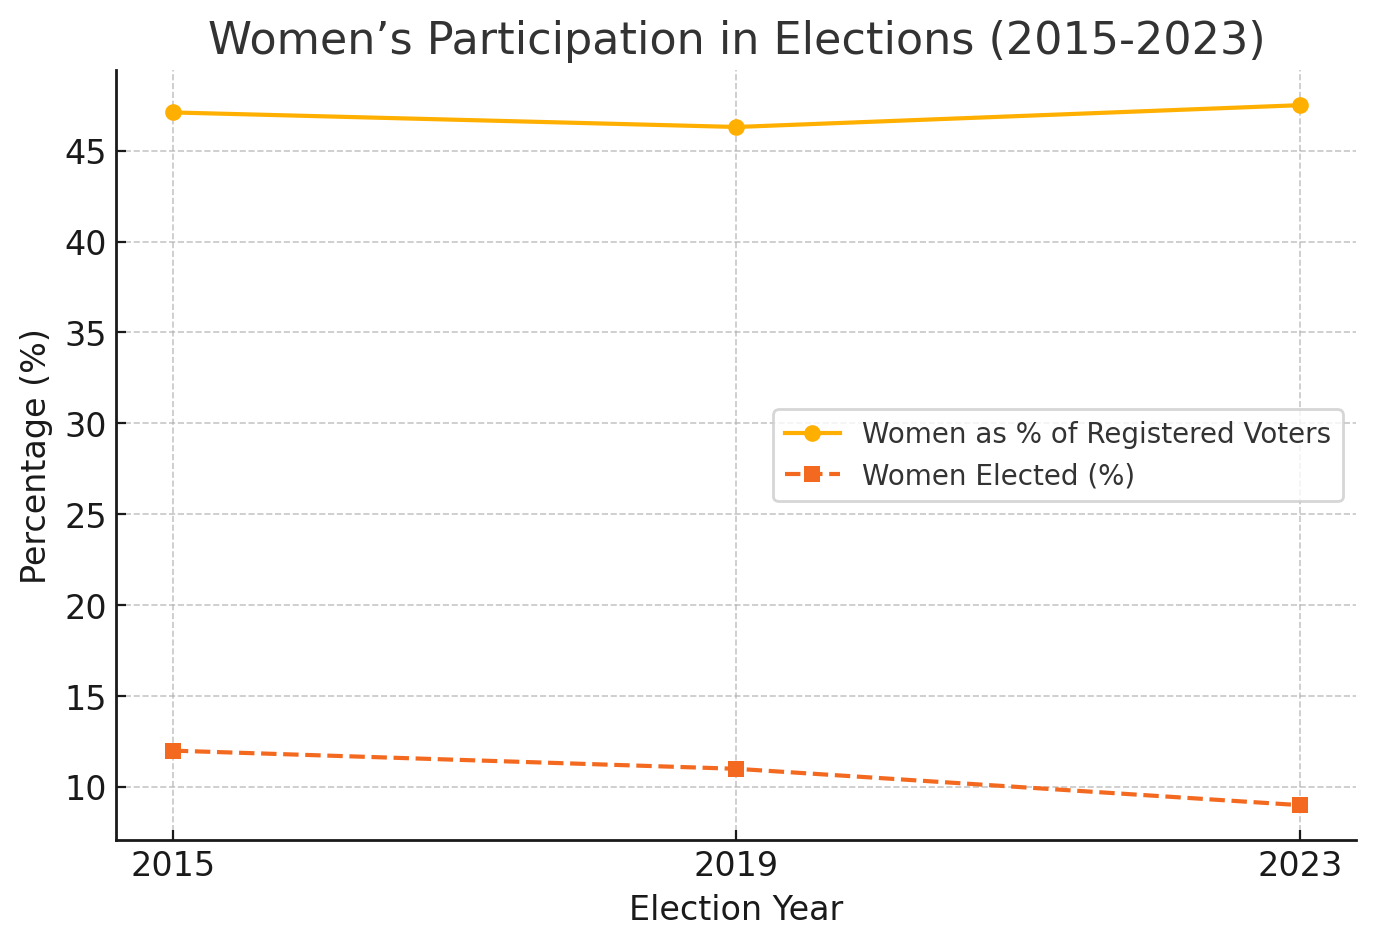 Women’s Participation in Elections (2015-2023)
45
40
35
30
25
20
15
10
Percentage (%)
Women as % of Registered Voters
Women Elected (%)
2015
2019
2023
Election Year